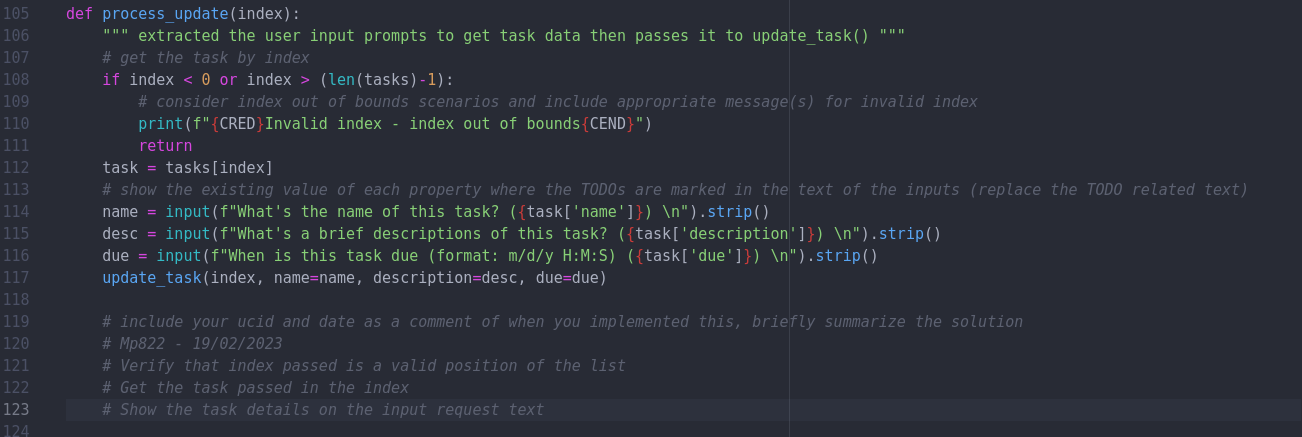 105 def process_update(index):
106 """ extracted the user input prompts to get task data then passes it to update_task() """
107 # get the task by index
108 if index < 0 or index > (len(tasks)-1):
109 # consider index out of bounds scenarios and include appropriate message(s) for invalid index
110 print(f"{CRED}Invalid index - index out of bounds{CEND}")
111 return
112 task = tasks[index]
113 # show the existing value of each property where the TODOs are marked in the text of the inputs (replace the TODO related text)
114 name = input(f"What's the name of this task? ({task['name']}) \n").strip()
115 desc = input(f"What's a brief descriptions of this task? ({task['description']}) \n").strip()
116 due = input(f"When is this task due (format: m/d/y H:M:S) ({task['due']}) \n").strip()
117 update_task(index, name=name, description=desc, due=due)
118
119 # include your ucid and date as a comment of when you implemented this, briefly summarize the solution
120 # Mp822 - 19/02/2023
121 # Verify that index passed is a valid position of the list
122 # Get the task passed in the index
123 # Show the task details on the input request text
124